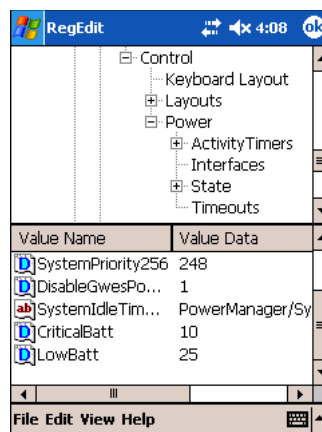 RegEdit 4:08 ok
Control
Keyboard Layout
Layouts
Power
ActivityTimers
Interfaces
State
Timeouts
Value Name Value Data
SystemPriority256 248
DisableGwesPo... 1
SystemIdleTim... PowerManager/Sy
CriticalBatt 10
LowBatt 25
File Edit View Help